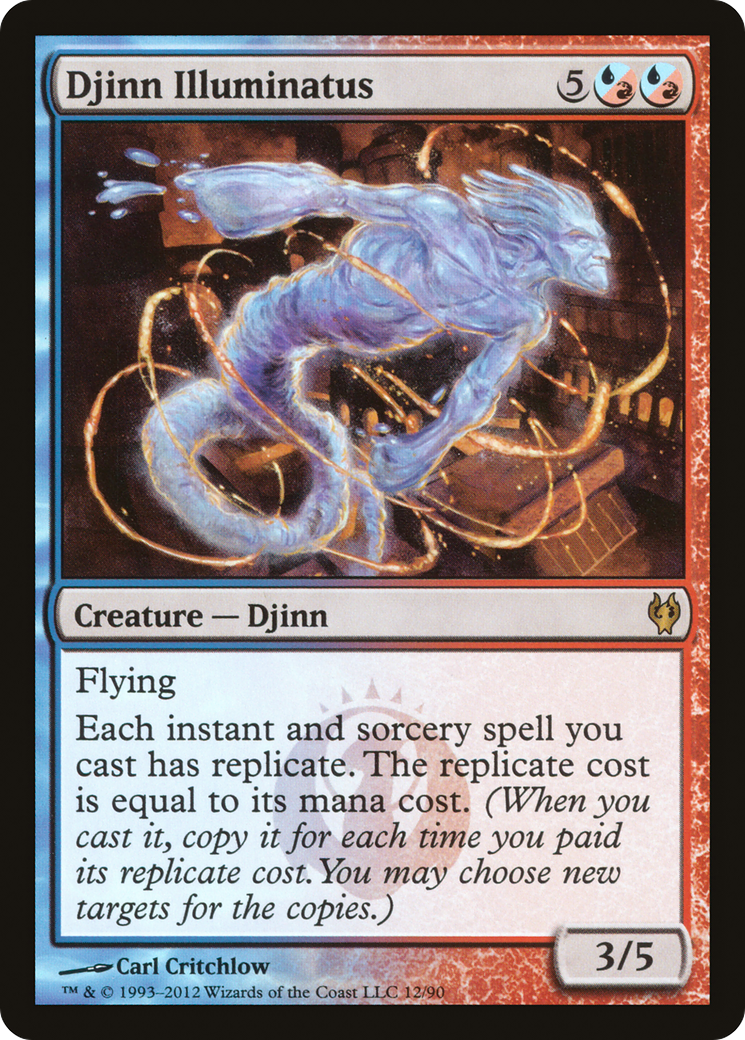 Djinn Illuminatus 5
Creature — Djinn
Flying
Each instant and sorcery spell you
cast has replicate. The replicate cost
is equal to its mana cost. (When you
cast it, copy it for each time you paid
its replicate cost. You may choose new
targets for the copies.)
3/5
Carl Critchlow
™ & © 1993–2012 Wizards of the Coast LLC 12/90